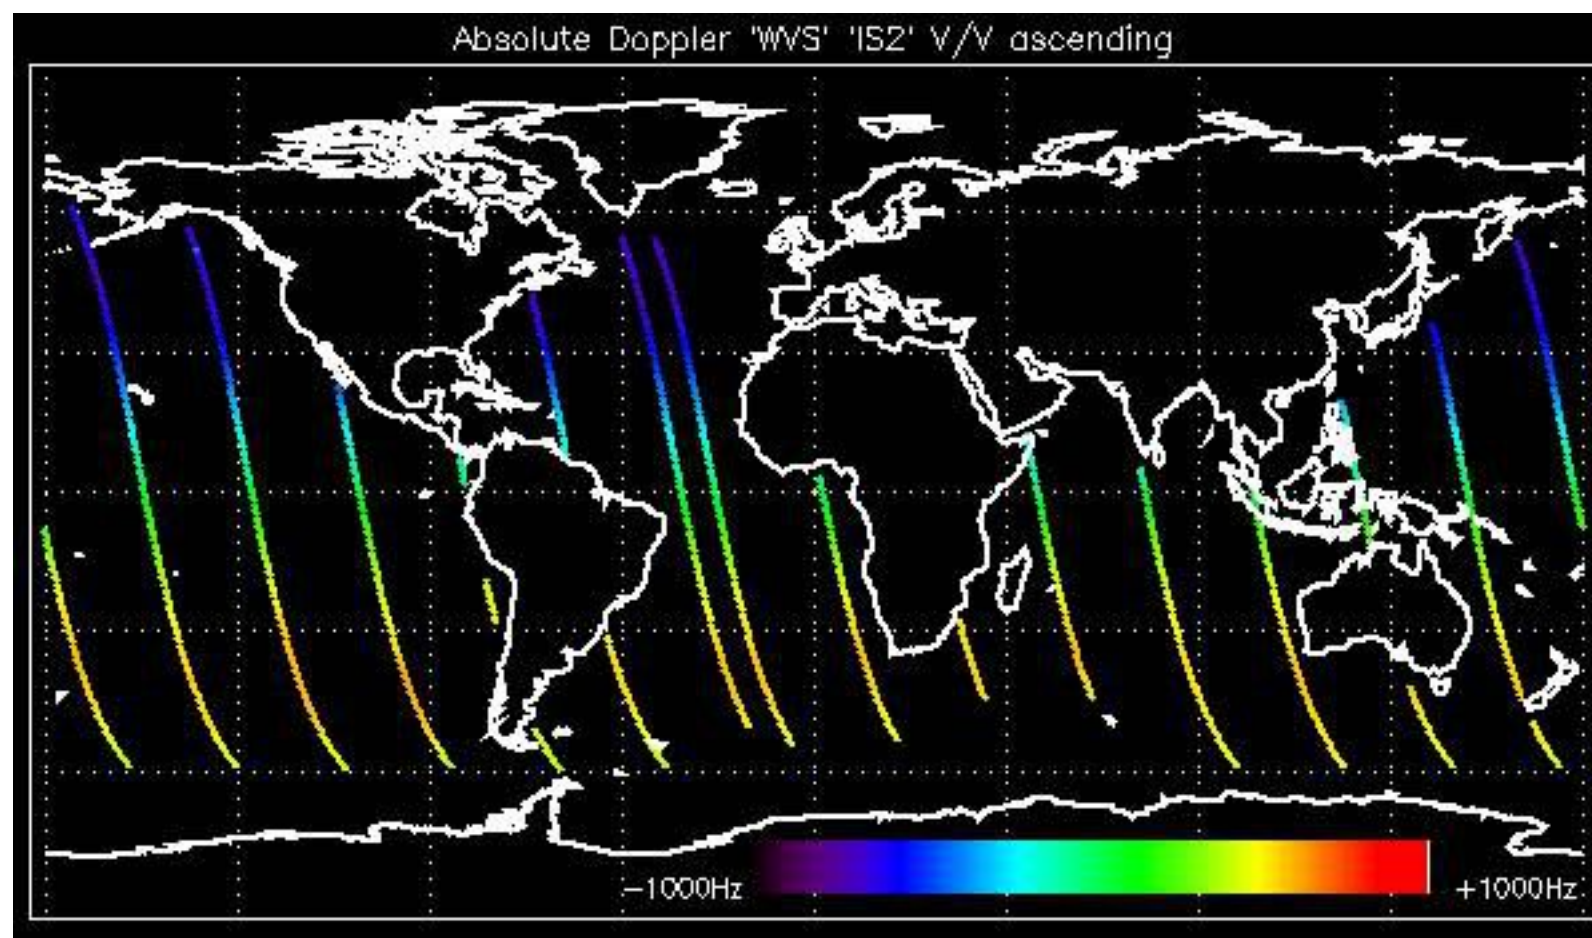 Absolute Doppler 'WVS' 'IS2' V/V ascending
−1000Hz +1000Hz